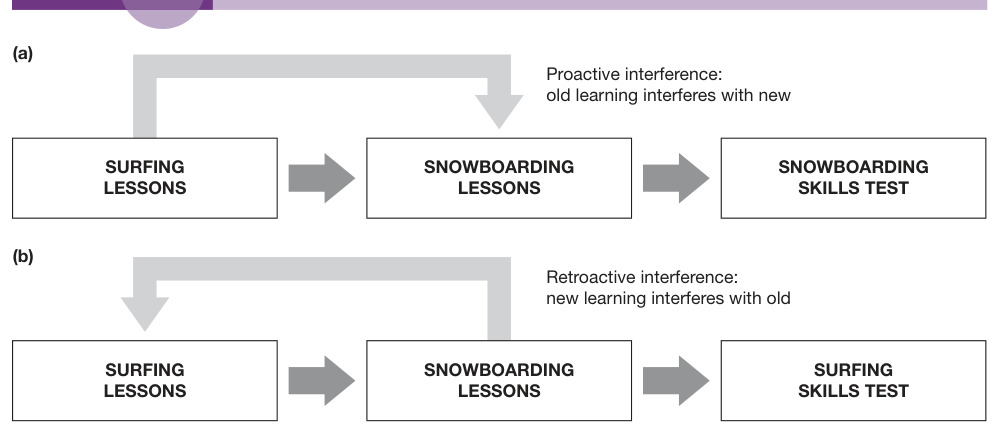 (a)
Proactive interference:
old learning interferes with new
SURFING
LESSONS
SNOWBOARDING
LESSONS
SNOWBOARDING
SKILLS TEST
(b)
Retroactive interference:
new learning interferes with old
SURFING
LESSONS
SNOWBOARDING
LESSONS
SURFING
SKILLS TEST